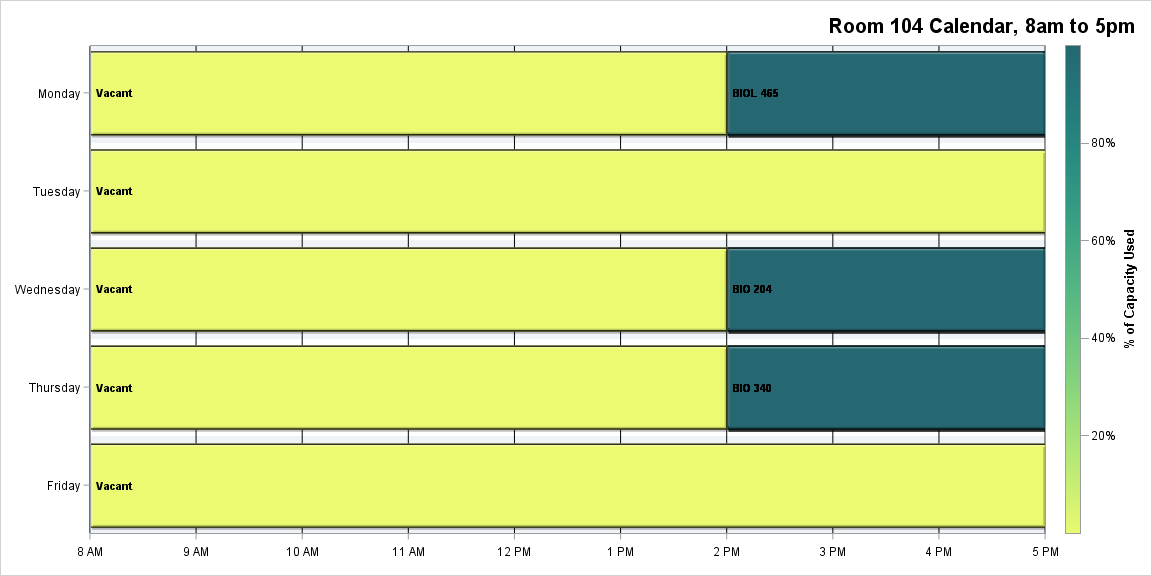 Room 104 Calendar, 8am to 5pm
Monday
Vacant
BIOL 465
Tuesday
Vacant
Wednesday
Vacant
BIO 204
Thursday
Vacant
BIO 340
Friday
Vacant
8 AM 9 AM 10 AM 11 AM 12 PM 1 PM 2 PM 3 PM 4 PM 5 PM
80%
60%
40%
20%
% of Capacity Used